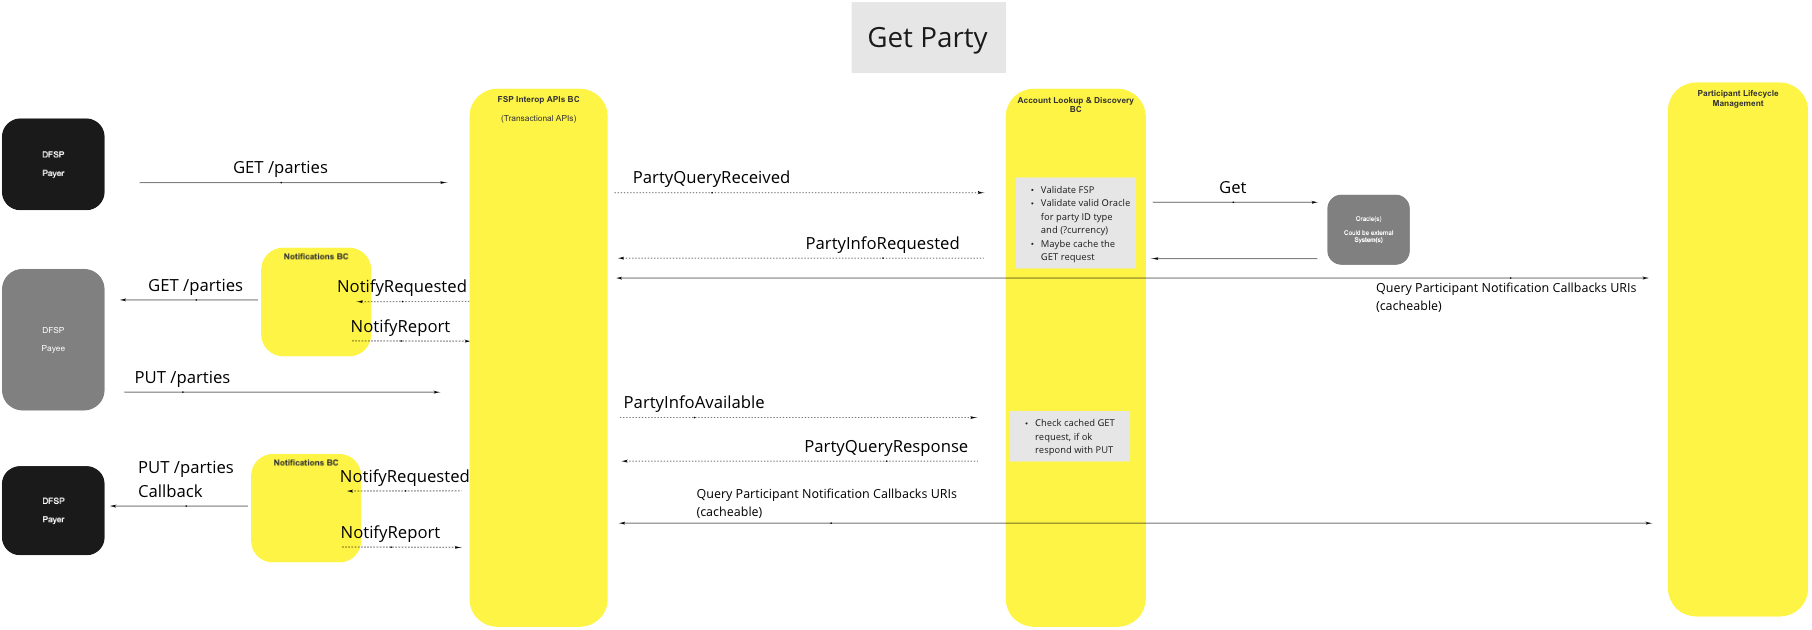 Get Party
FSP Interop APIs BC
(Transactional APIs)
Account Lookup & Discovery
BC
Participant Lifecycle
Management
DFSP
Payer
GET /parties
PartyQueryReceived
• Validate FSP
• Validate valid Oracle
for party ID type
and (?currency)
• Maybe cache the
GET request
Get
Oracle(s)
Could be external
System(s)
PartyInfoRequested
Notifications BC
DFSP
Payee
GET /parties
NotifyRequested
NotifyReport
Query Participant Notification Callbacks URIs
(cacheable)
PUT /parties
PartyInfoAvailable
• Check cached GET
request, if ok
respond with PUT
PartyQueryResponse
DFSP
Payer
PUT /parties
Callback
Notifications BC
NotifyRequested
NotifyReport
Query Participant Notification Callbacks URIs
(cacheable)